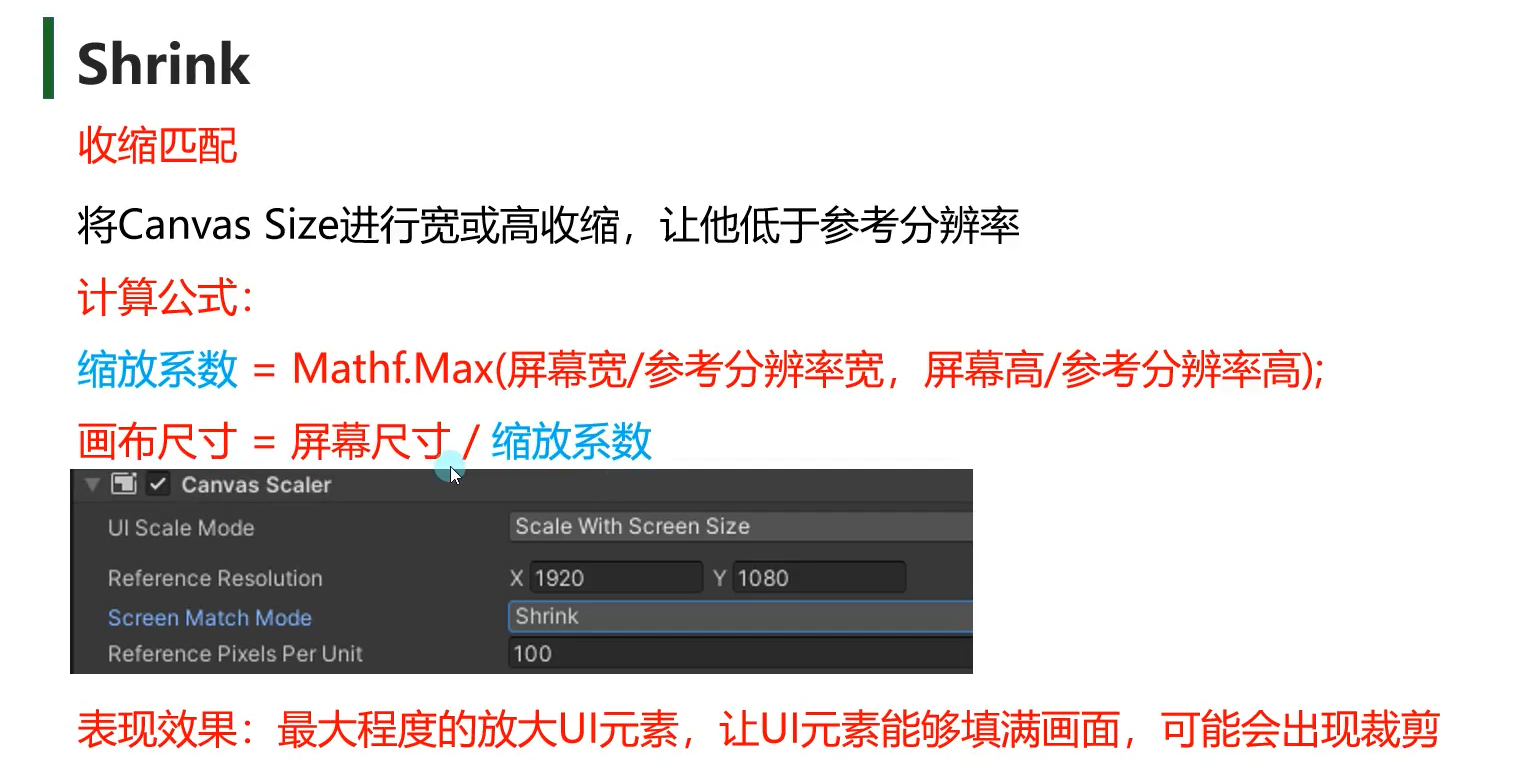 Shrink
收缩匹配
将Canvas Size进行宽或高收缩，让他低于参考分辨率
计算公式：
缩放系数 = Mathf.Max(屏幕宽/参考分辨率宽，屏幕高/参考分辨率高);
画布尺寸 = 屏幕尺寸 / 缩放系数
Canvas Scaler
UI Scale Mode Scale With Screen Size
Reference Resolution X 1920 Y 1080
Screen Match Mode Shrink
Reference Pixels Per Unit 100
表现效果：最大程度的放大UI元素，让UI元素能够填满画面，可能会出现裁剪